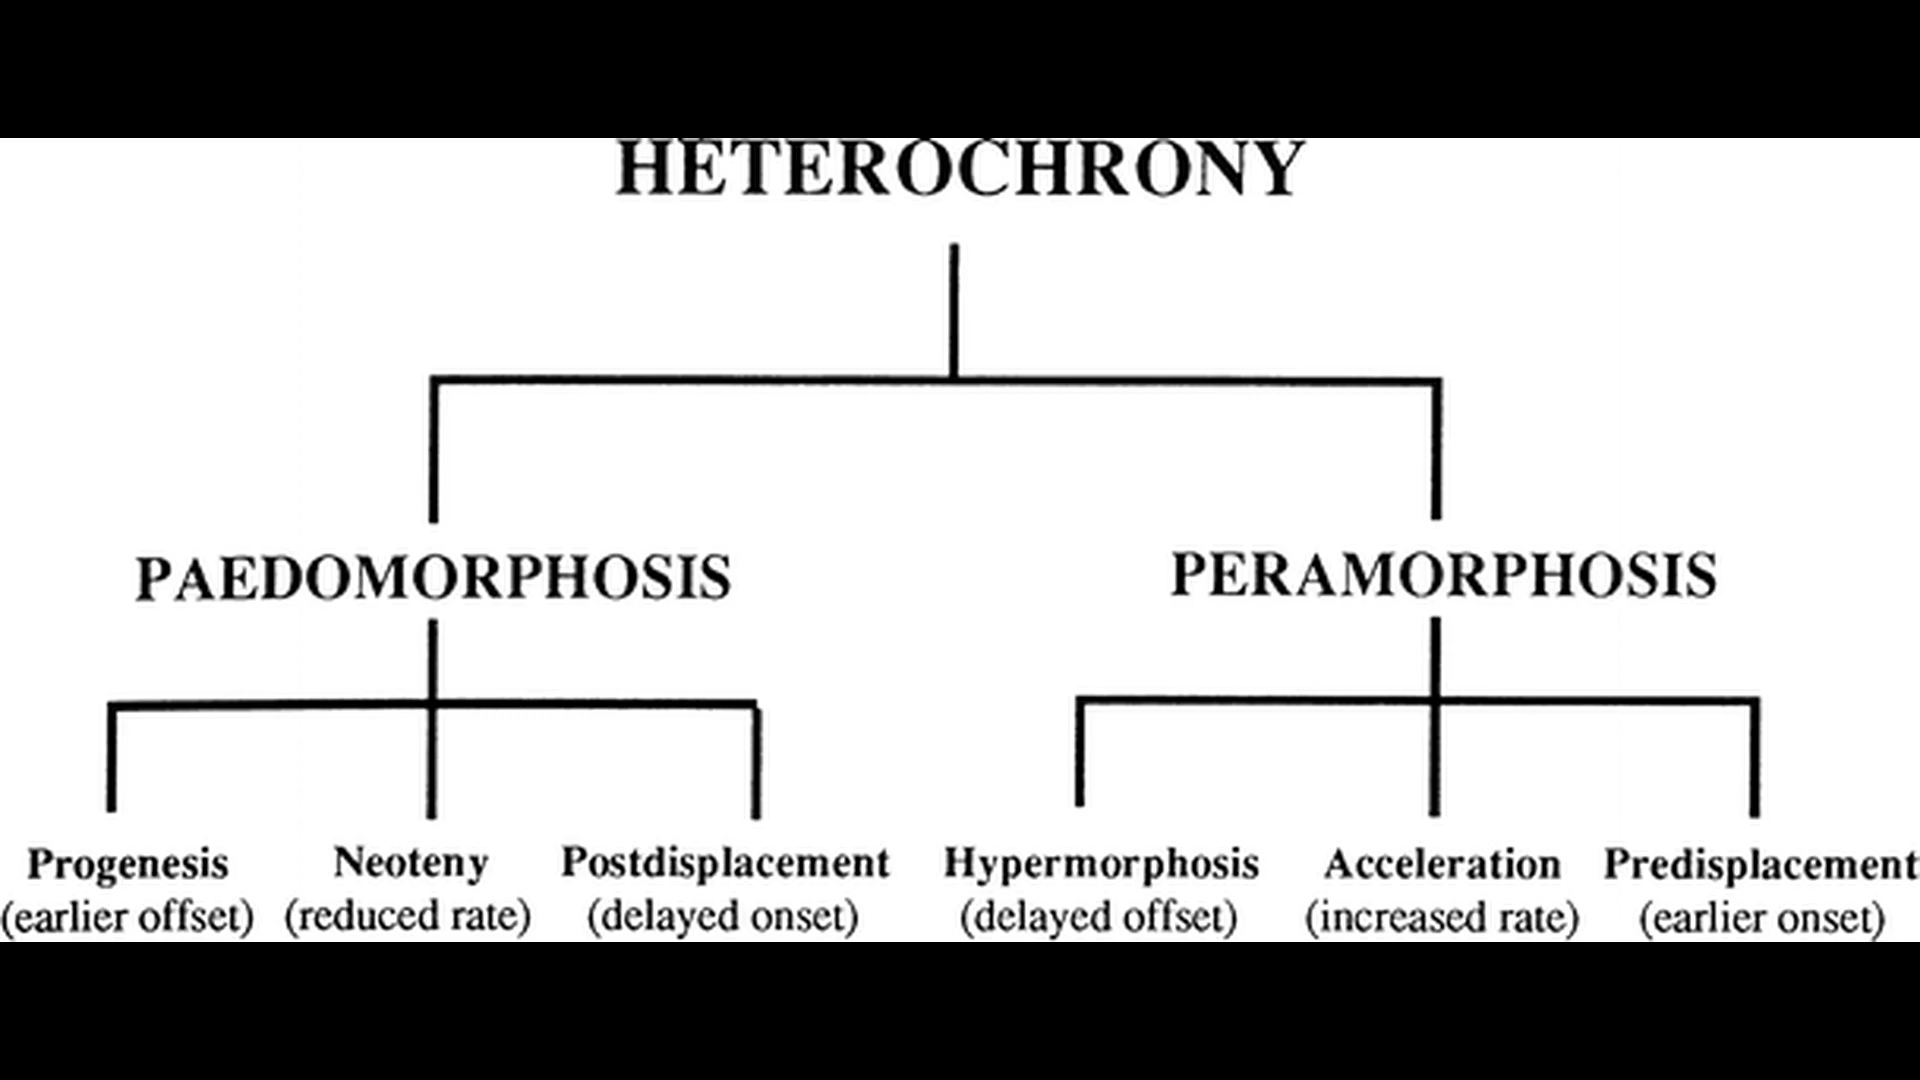 HETEROCHRONY
PAEDOMORPHOSIS PERAMORPHOSIS
Progenesis Neoteny Postdisplacement Hypermorphosis Acceleration Predisplacement
(earlier offset) (reduced rate) (delayed onset) (delayed offset) (increased rate) (earlier onset)